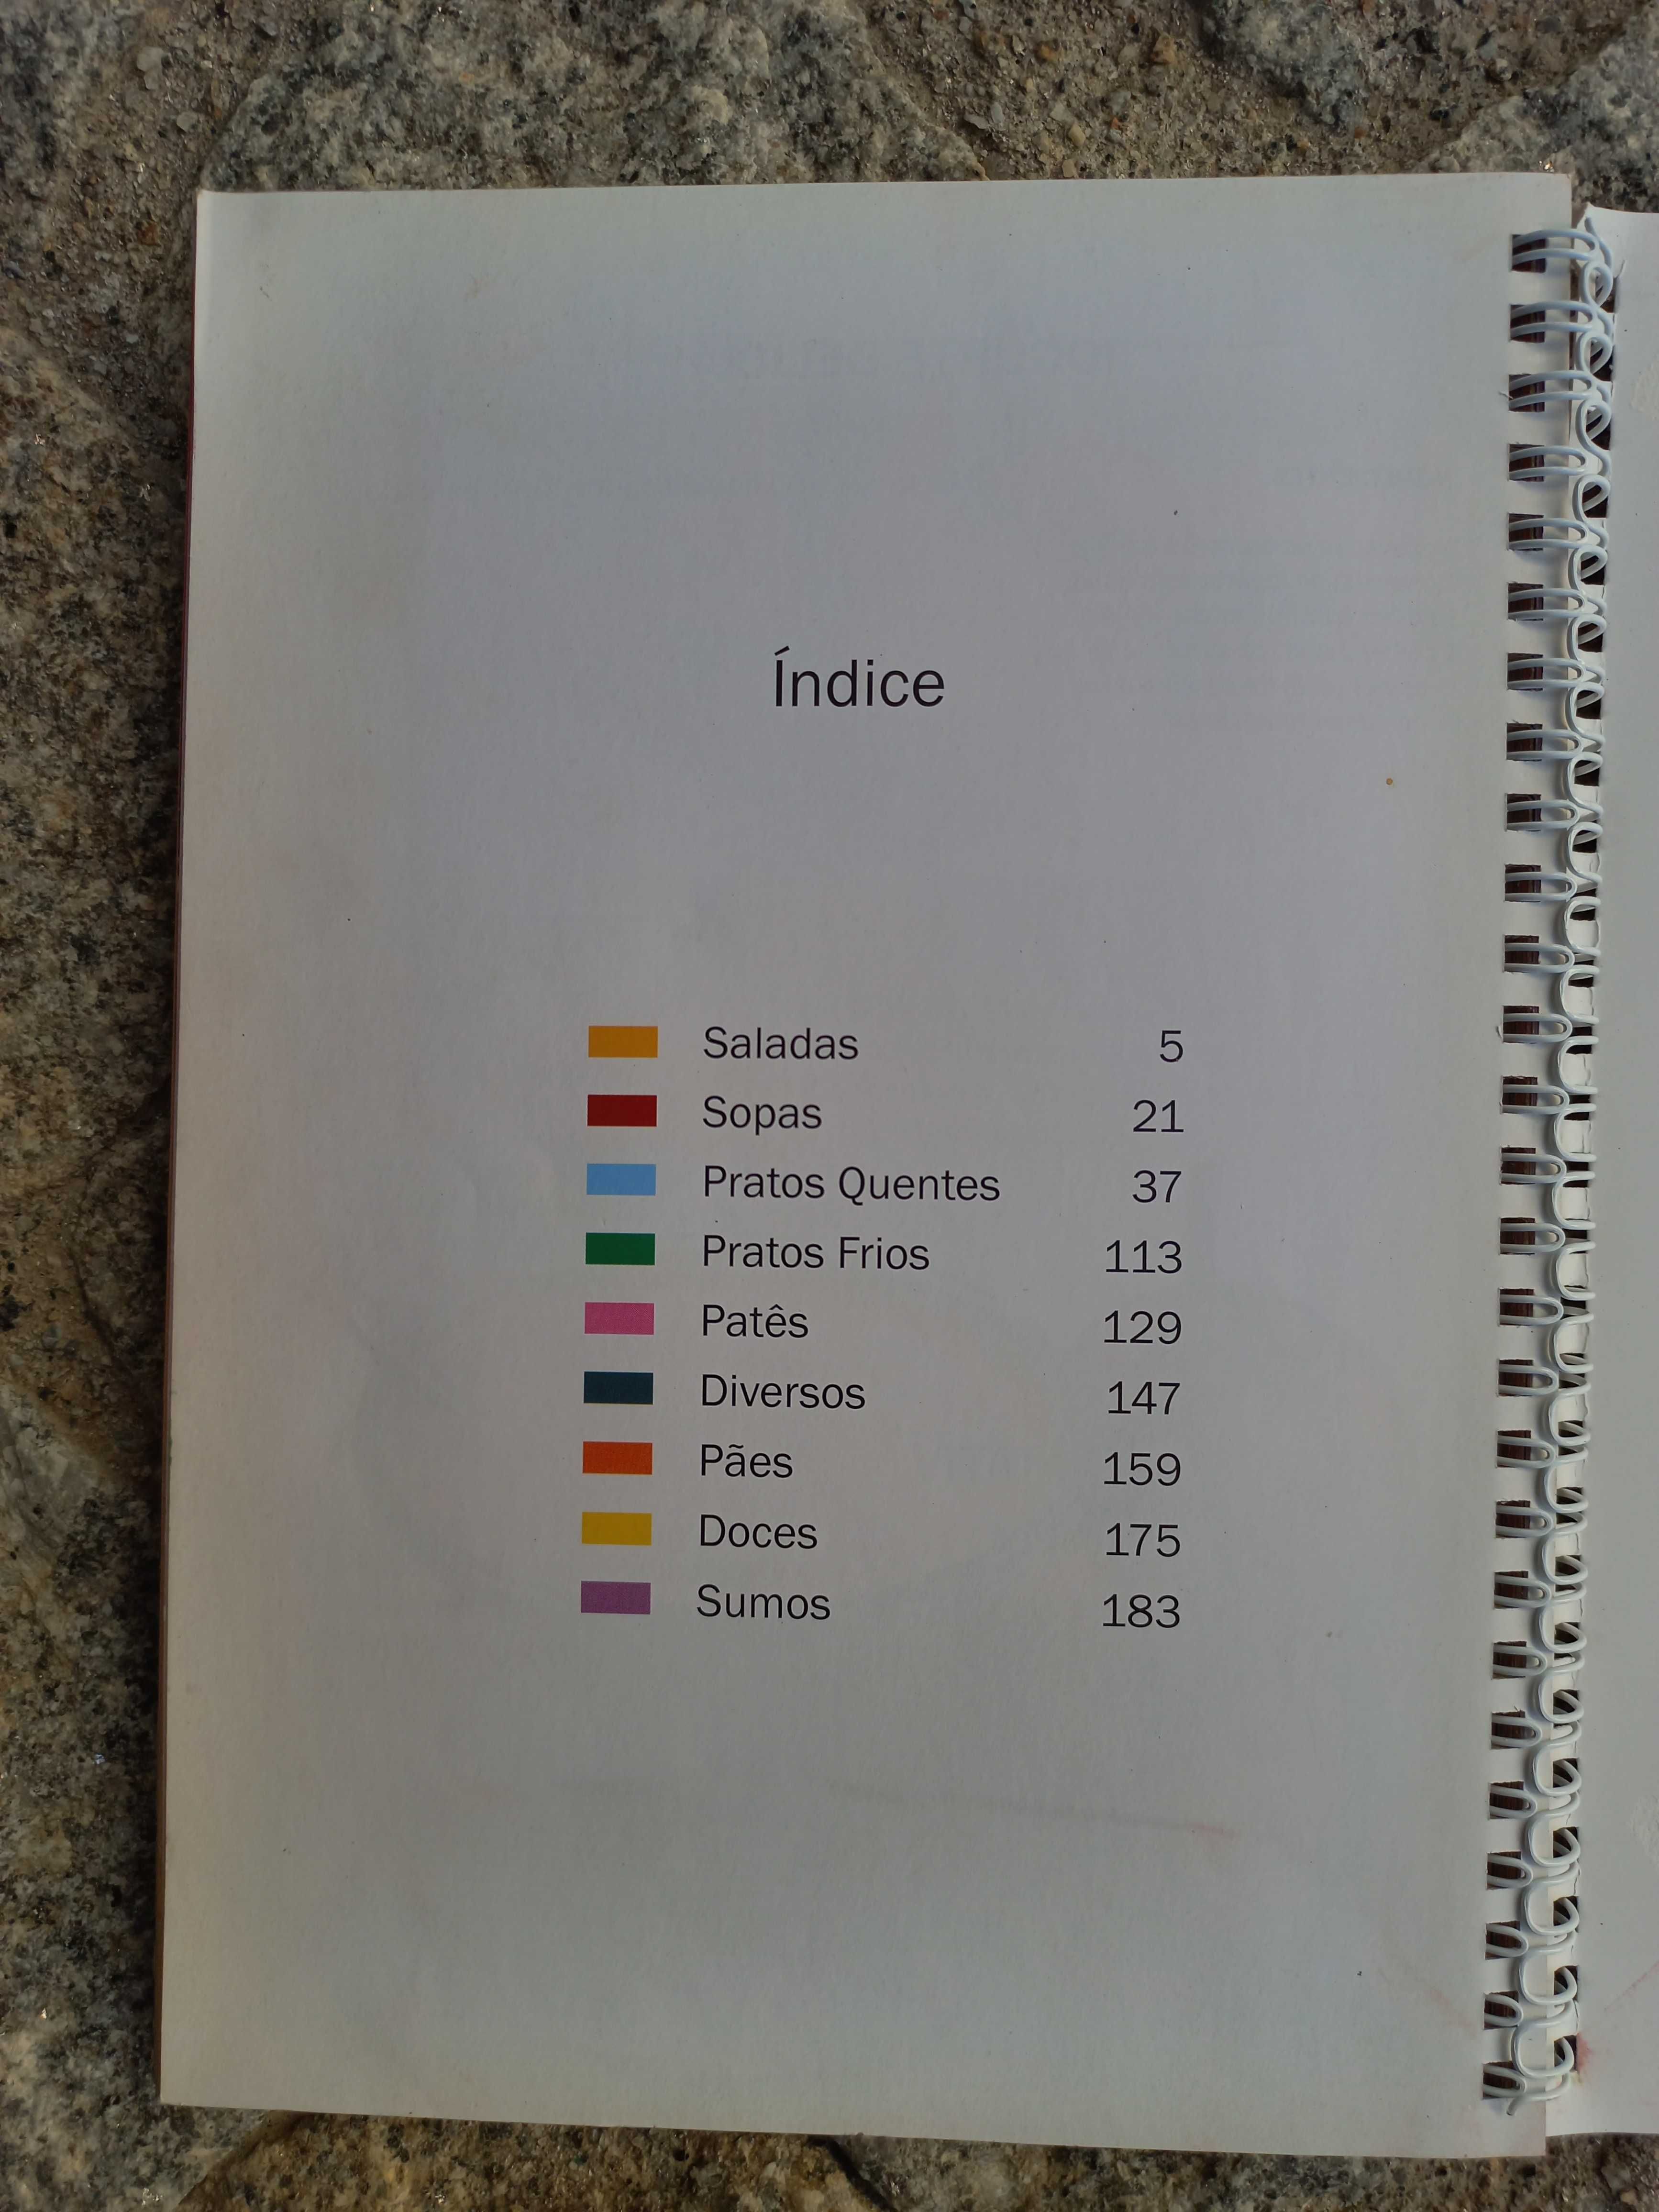 Índice
Saladas 5
Sopas 21
Pratos Quentes 37
Pratos Frios 113
Patês 129
Diversos 147
Pães 159
Doces 175
Sumos 183